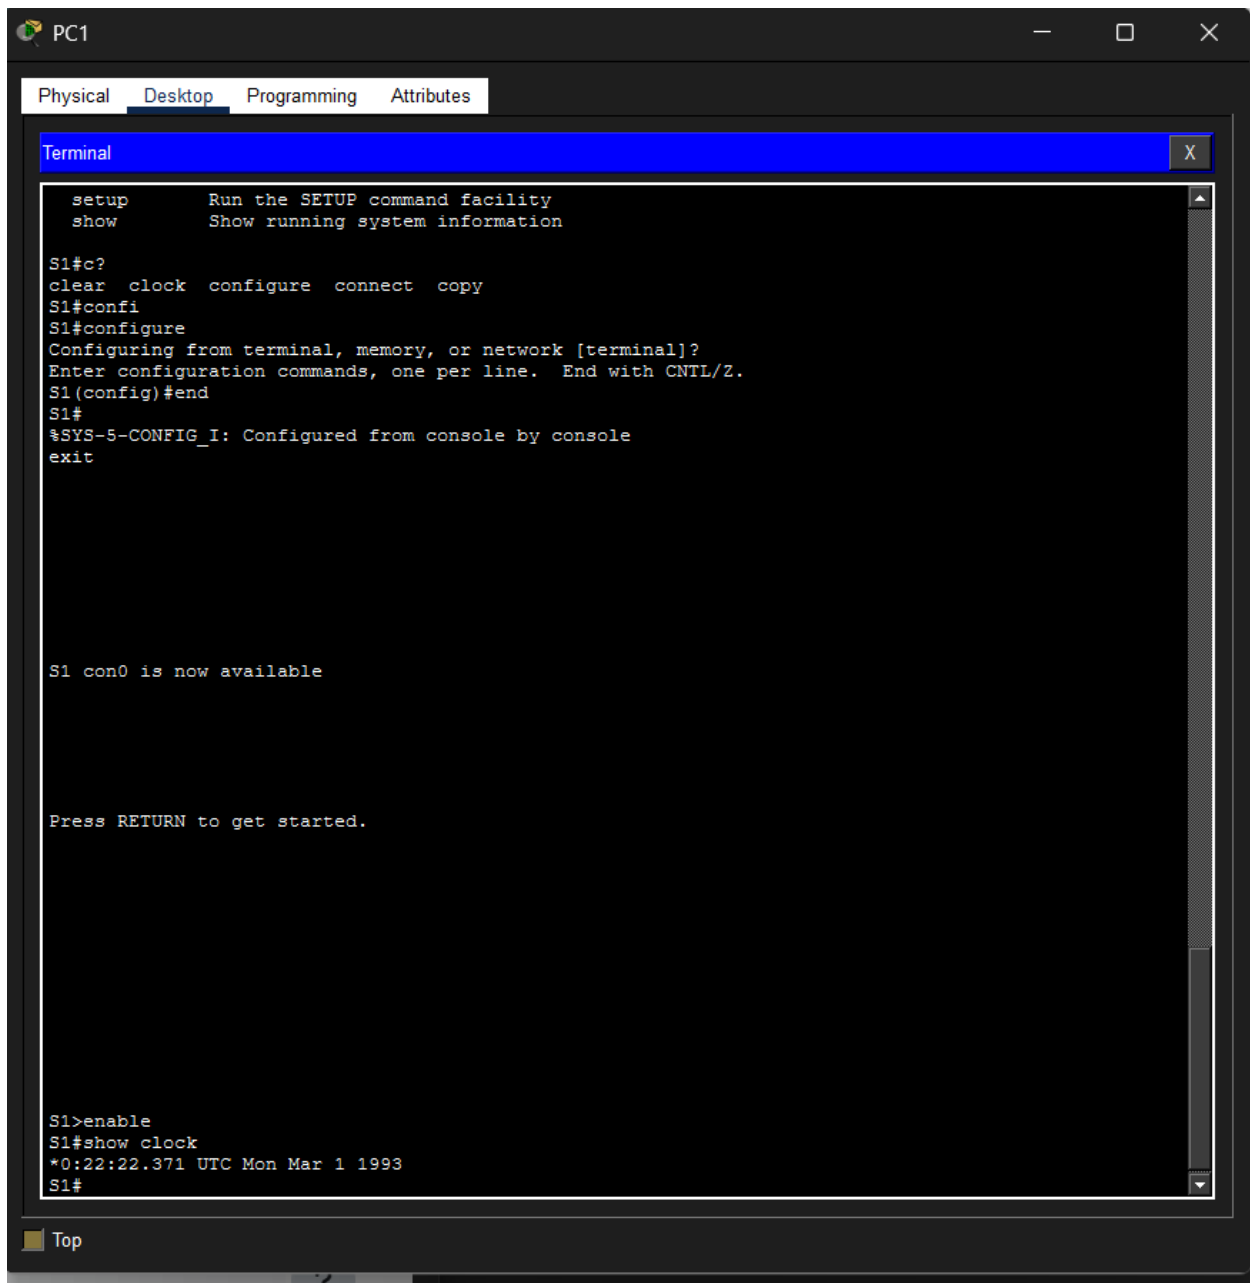 PC1
Physical Desktop Programming Attributes
Terminal X
setup Run the SETUP command facility
show Show running system information
S1#c?
clear clock configure connect copy
S1#confi
S1#configure
Configuring from terminal, memory, or network [terminal]?
Enter configuration commands, one per line. End with CNTL/Z.
S1(config)#end
S1#
%SYS-5-CONFIG_I: Configured from console by console
exit
S1 con0 is now available
Press RETURN to get started.
S1>enable
S1#show clock
*0:22:22.371 UTC Mon Mar 1 1993
S1#
Top